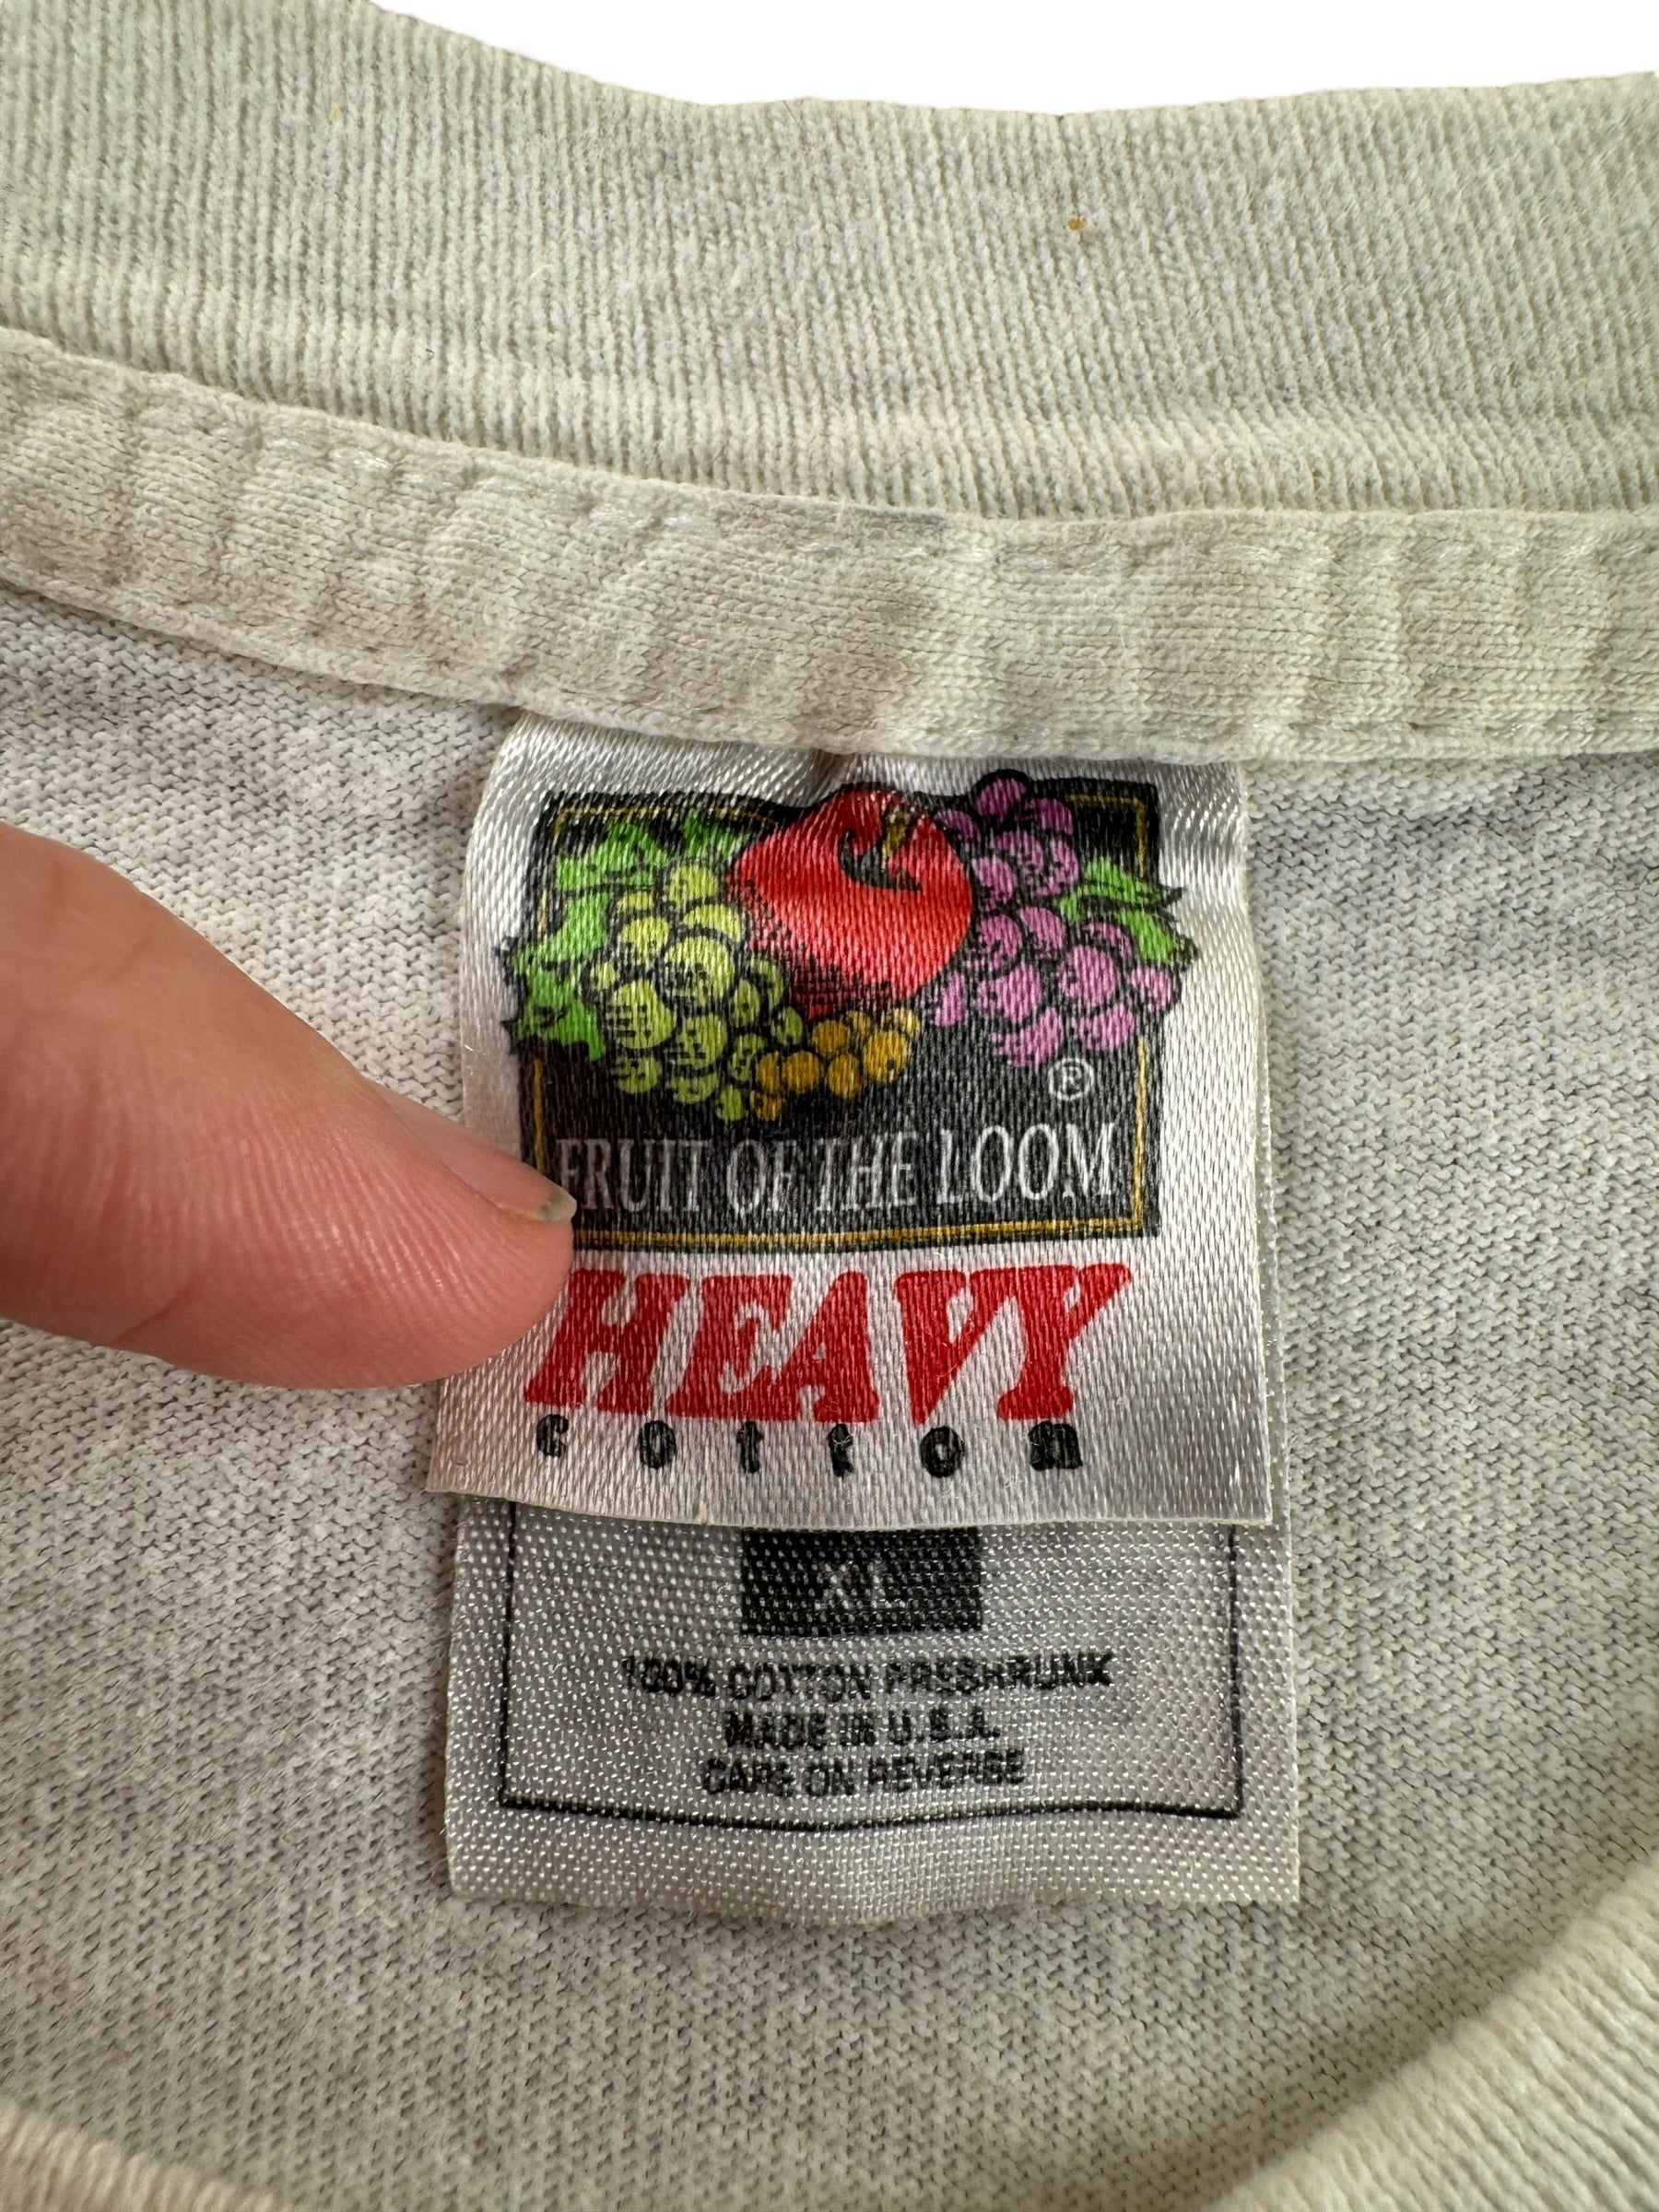 ®
FRUIT OF THE LOOM
HEAVY
cotton
XL
100% COTTON PRESHRUNK
MADE IN U.S.A.
CARE ON REVERSE